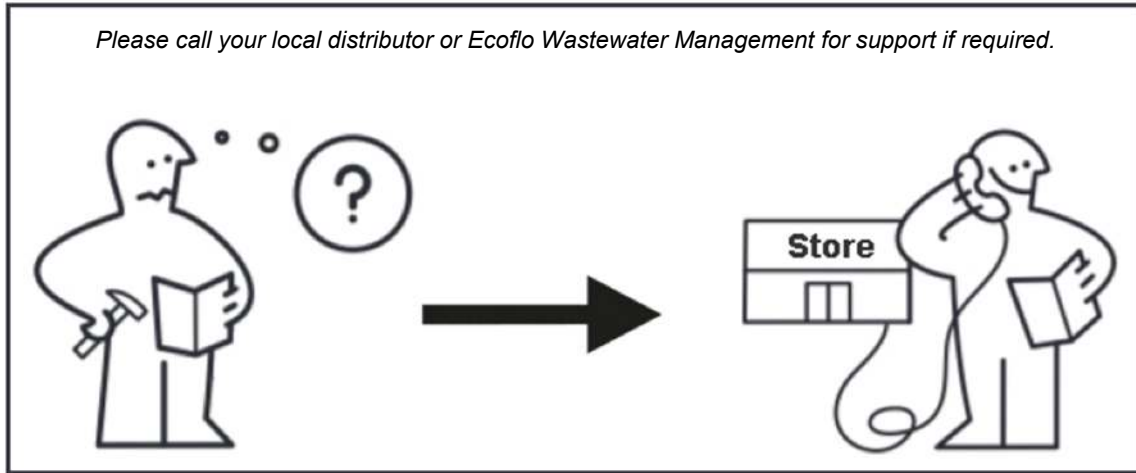 Please call your local distributor or Ecoflo Wastewater Management for support if required.
?
Store